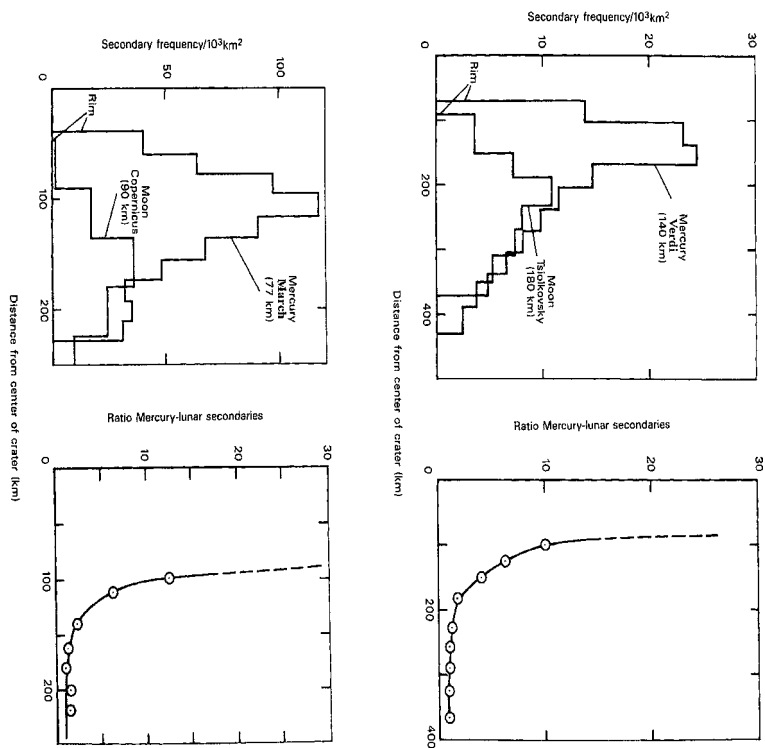 Secondary frequency/10³km²
30
20
10
0
Rim
Mercury
Verdi
(140 km)
Moon
Tsiolkovsky
(180 km)
200
400
Ratio Mercury-lunar secondaries
30
20
10
0
200
400
Distance from center of crater (km)
Secondary frequency/10³km²
100
50
0
Rim
Mercury
March
(77 km)
Moon
Copernicus
(90 km)
100
200
Ratio Mercury-lunar secondaries
30
20
10
0
100
200
Distance from center of crater (km)